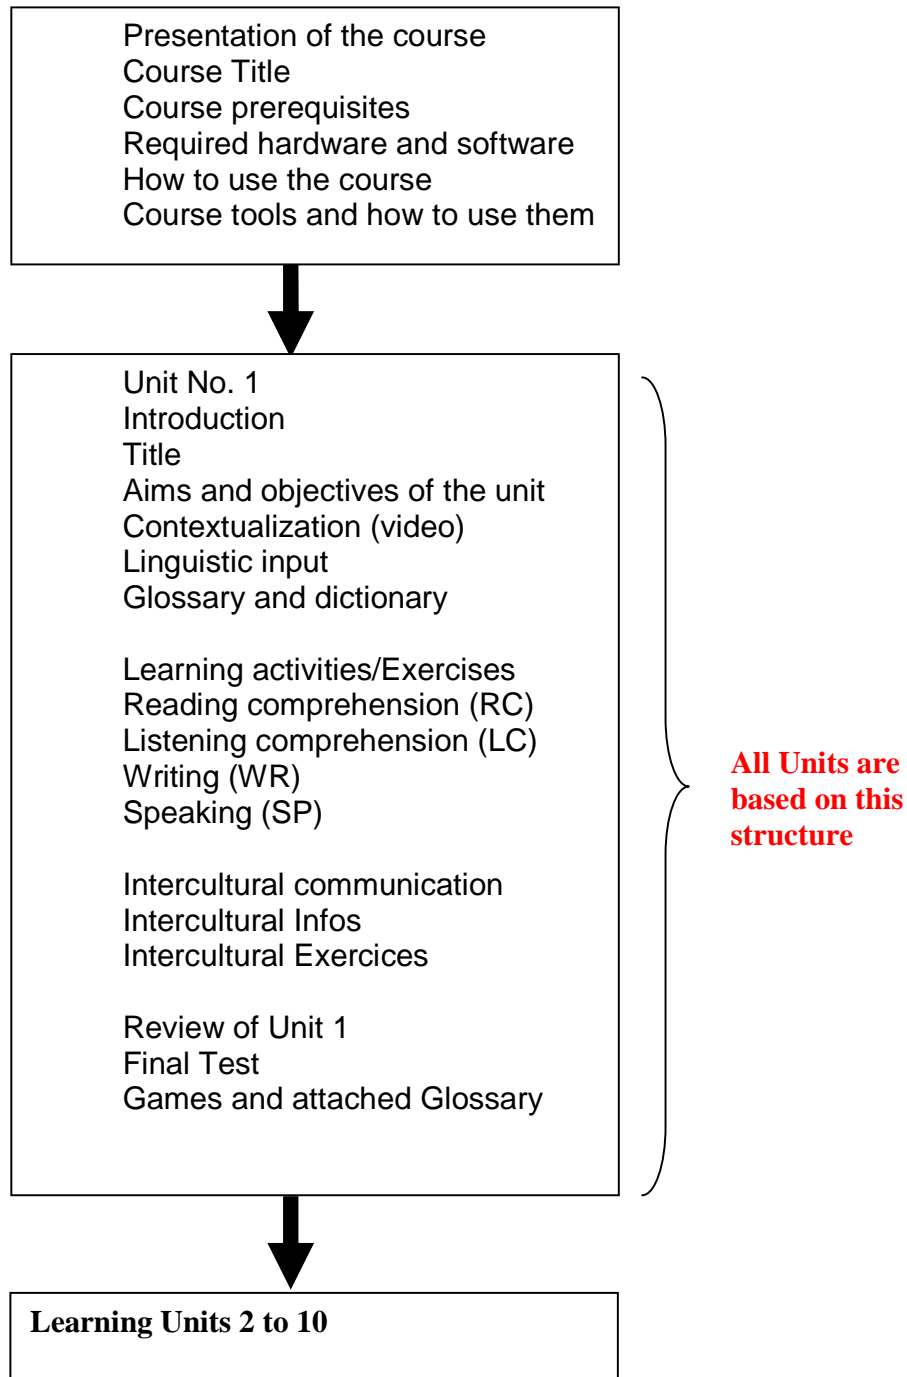 Presentation of the course
Course Title
Course prerequisites
Required hardware and software
How to use the course
Course tools and how to use them
Unit No. 1
Introduction
Title
Aims and objectives of the unit
Contextualization (video)
Linguistic input
Glossary and dictionary
Learning activities/Exercises
Reading comprehension (RC)
Listening comprehension (LC)
Writing (WR)
Speaking (SP)
Intercultural communication
Intercultural Infos
Intercultural Exercices
Review of Unit 1
Final Test
Games and attached Glossary
All Units are
based on this
structure
Learning Units 2 to 10